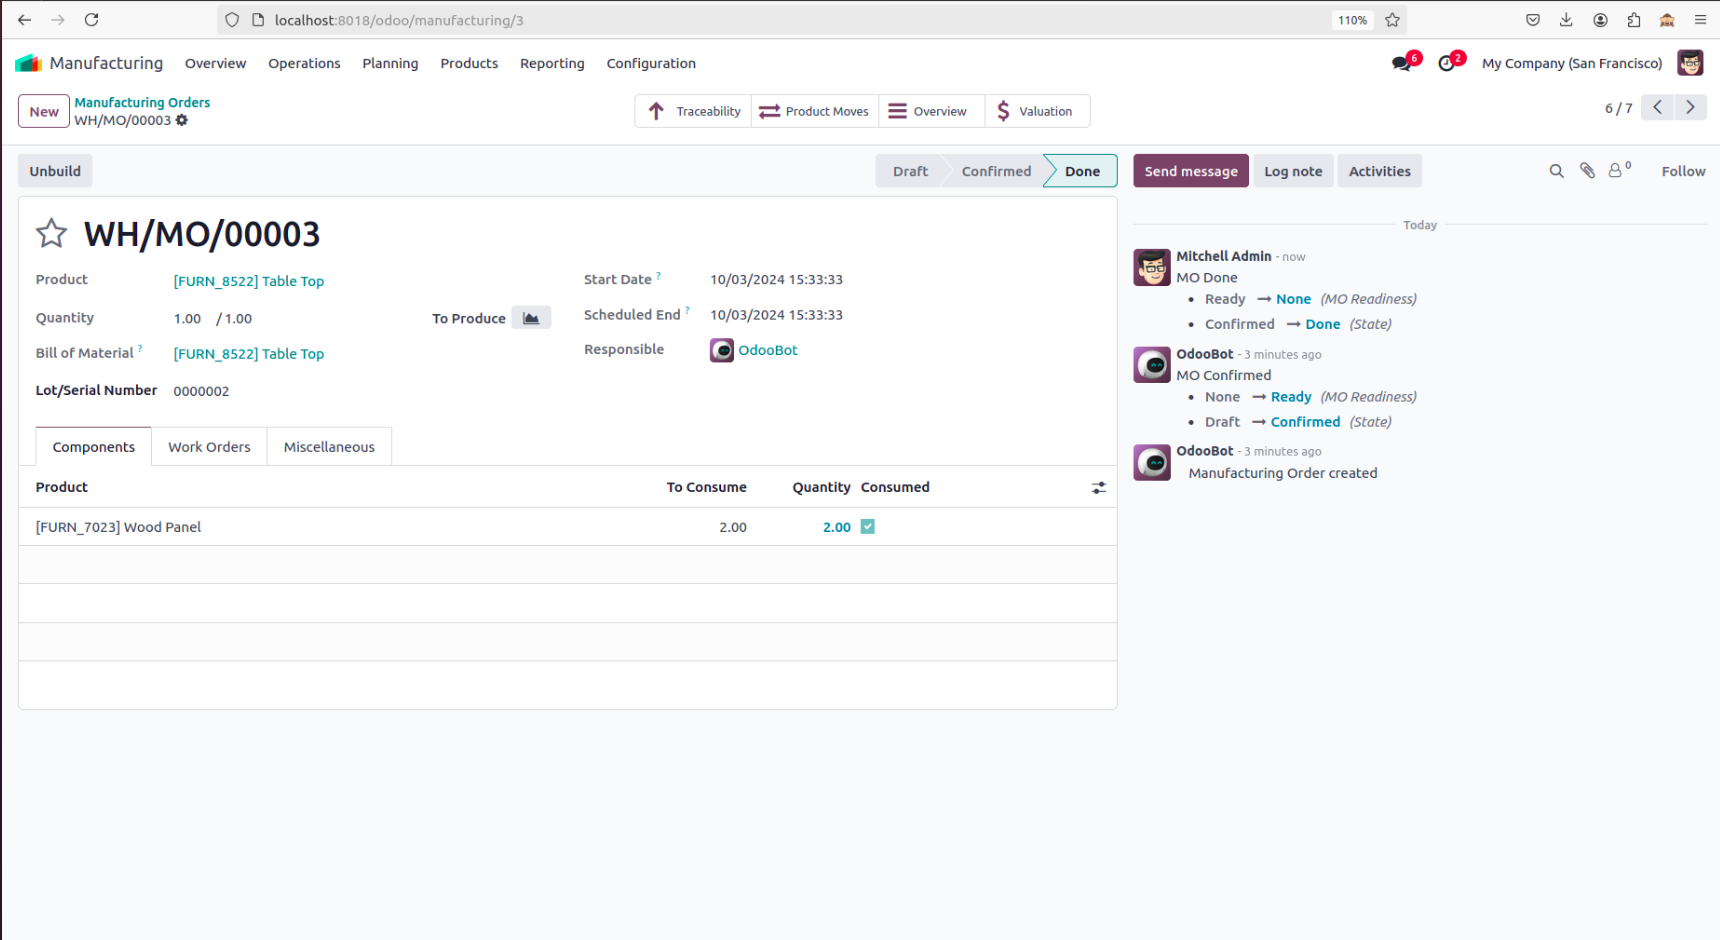 localhost:8018/odoo/manufacturing/3
110%
Manufacturing Overview Operations Planning Products Reporting Configuration
6 2 My Company (San Francisco)
New Manufacturing Orders
WH/MO/00003
Traceability Product Moves Overview Valuation
6 / 7
Unbuild
Draft Confirmed Done
Send message Log note Activities
0 Follow
WH/MO/00003
Product [FURN_8522] Table Top
Quantity 1.00 / 1.00 To Produce
Bill of Material ? [FURN_8522] Table Top
Lot/Serial Number 0000002
Start Date ? 10/03/2024 15:33:33
Scheduled End ? 10/03/2024 15:33:33
Responsible OdooBot
Components Work Orders Miscellaneous
Product To Consume Quantity Consumed
[FURN_7023] Wood Panel 2.00 2.00
Today
Mitchell Admin - now
MO Done
• Ready → None (MO Readiness)
• Confirmed → Done (State)
OdooBot - 3 minutes ago
MO Confirmed
• None → Ready (MO Readiness)
• Draft → Confirmed (State)
OdooBot - 3 minutes ago
Manufacturing Order created